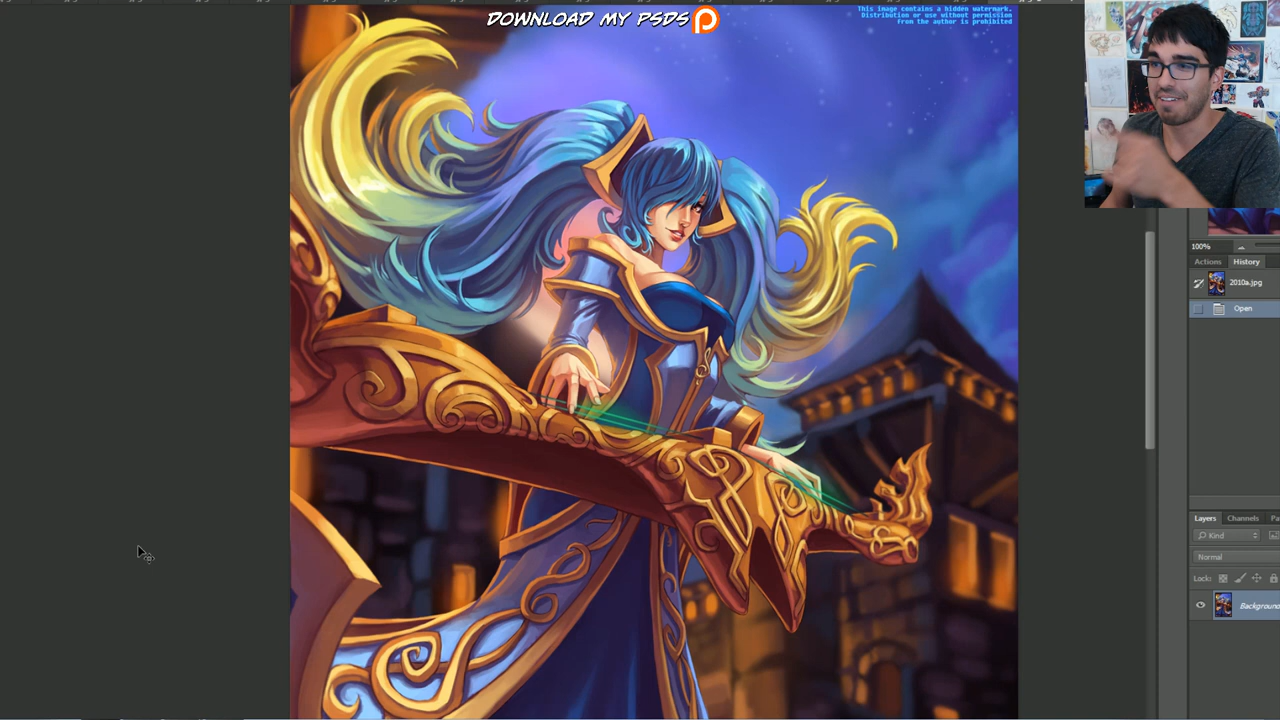 DOWNLOAD MY PSDS
This image contains a hidden watermark.
Distribution or use without permission
from the author is prohibited
100%
Actions History
2010a.jpg
Open
Layers Channels Pa
Kind
Normal
Lock:
Background